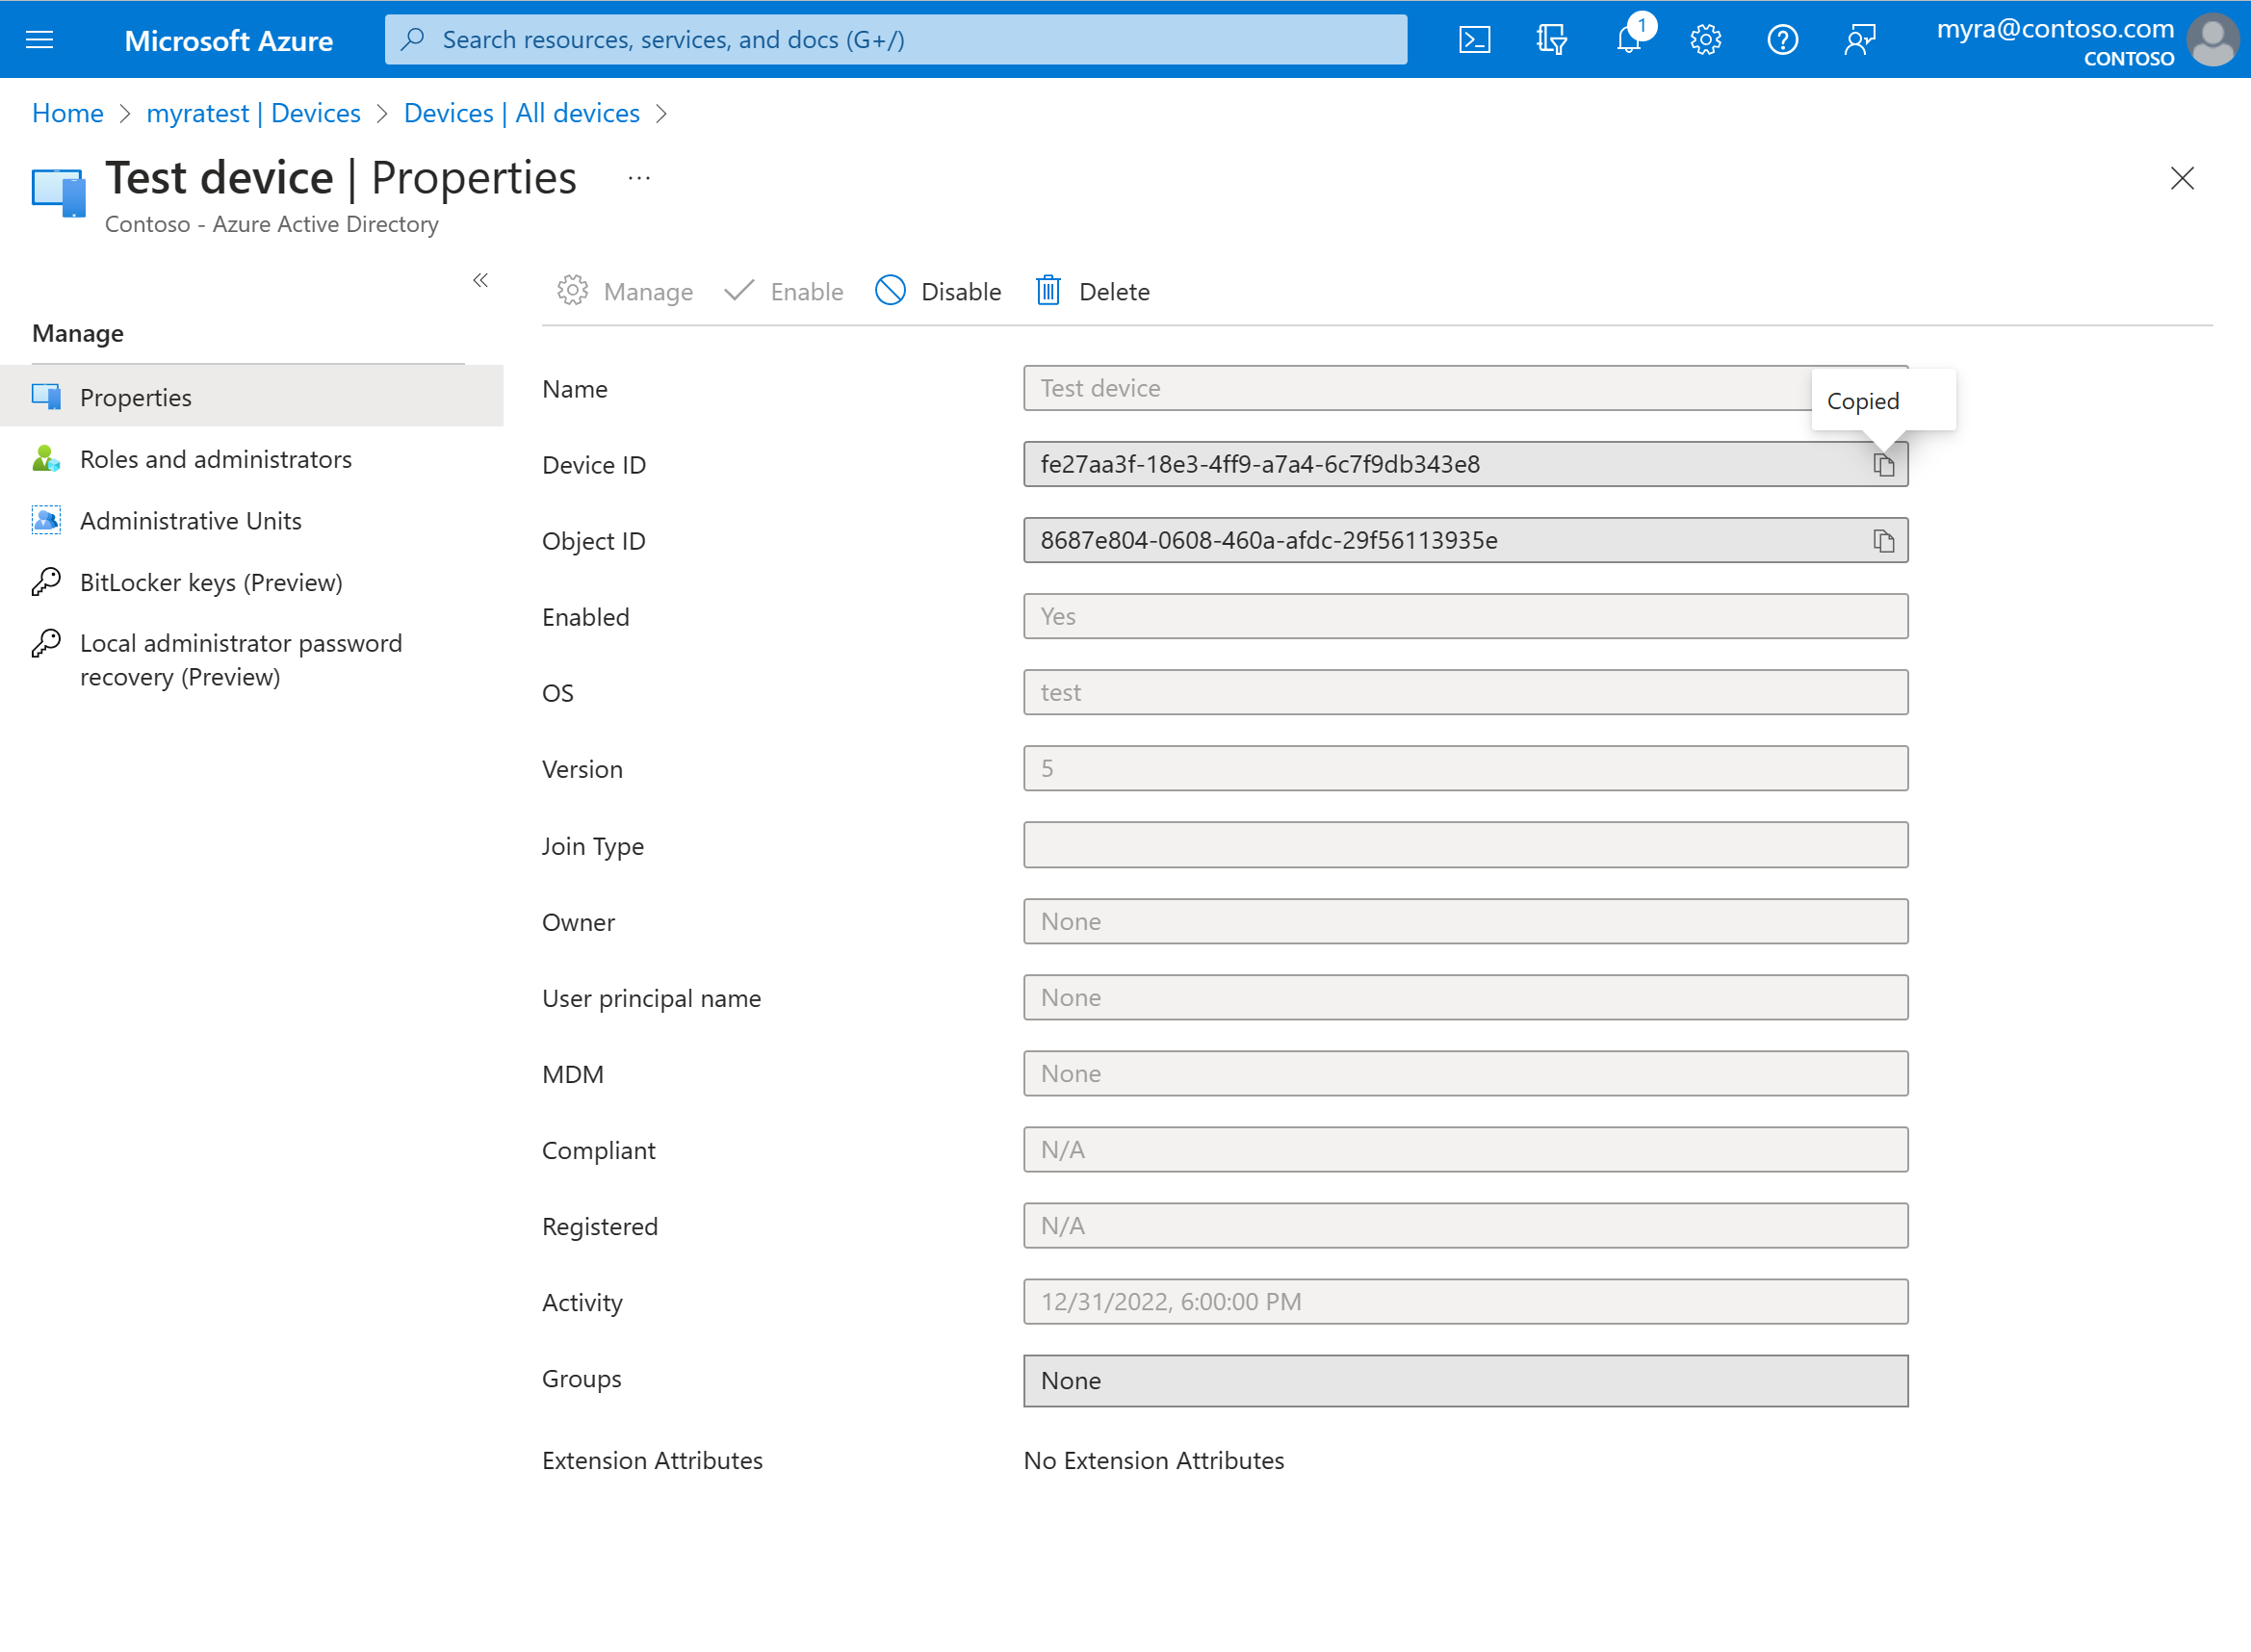 Microsoft Azure
Search resources, services, and docs (G+/)
1
myra@contoso.com
CONTOSO
Home > myratest | Devices > Devices | All devices >
Test device | Properties ...
Contoso - Azure Active Directory
«
Manage
Properties
Roles and administrators
Administrative Units
BitLocker keys (Preview)
Local administrator password
recovery (Preview)
Manage Enable Disable Delete
Name Test device
Copied
Device ID fe27aa3f-18e3-4ff9-a7a4-6c7f9db343e8
Object ID 8687e804-0608-460a-afdc-29f56113935e
Enabled Yes
OS test
Version 5
Join Type
Owner None
User principal name None
MDM None
Compliant N/A
Registered N/A
Activity 12/31/2022, 6:00:00 PM
Groups None
Extension Attributes No Extension Attributes